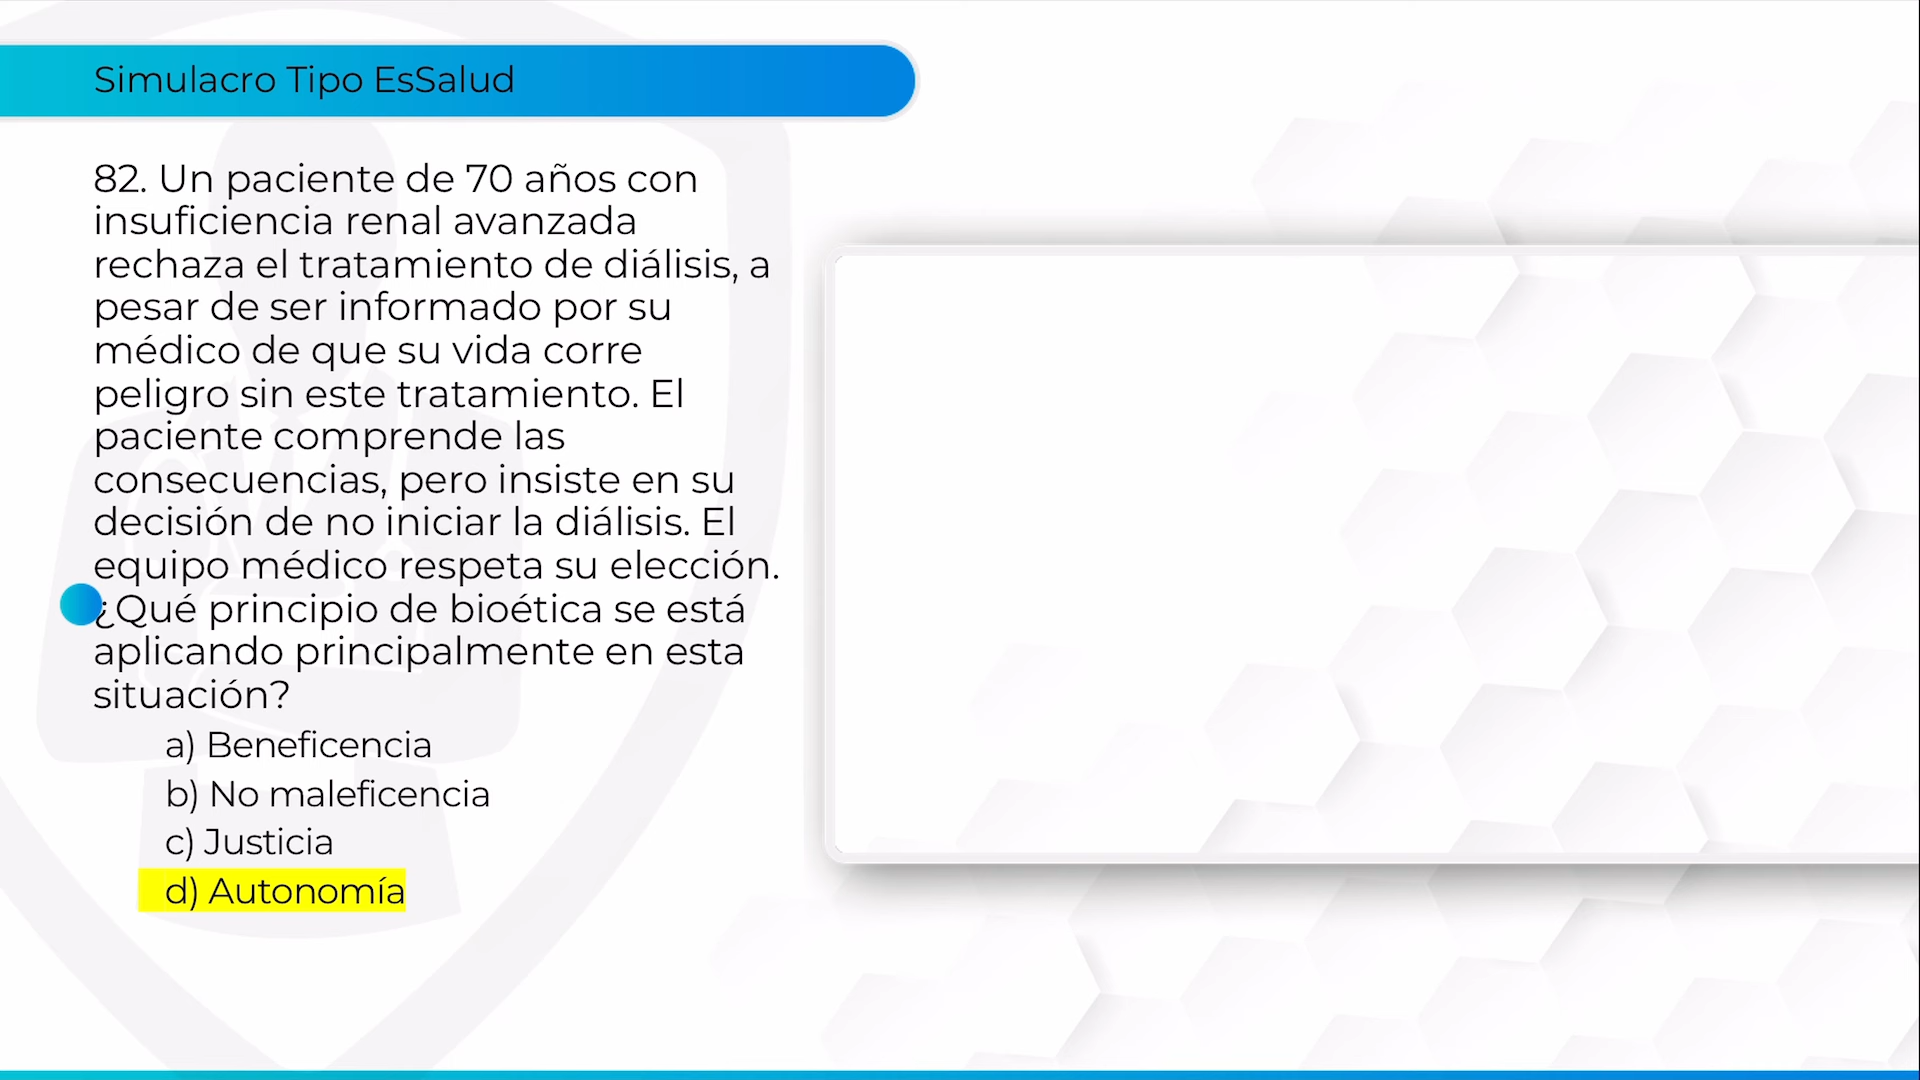 Simulacro Tipo EsSalud
82. Un paciente de 70 años con
insuficiencia renal avanzada
rechaza el tratamiento de diálisis, a
pesar de ser informado por su
médico de que su vida corre
peligro sin este tratamiento. El
paciente comprende las
consecuencias, pero insiste en su
decisión de no iniciar la diálisis. El
equipo médico respeta su elección.
¿Qué principio de bioética se está
aplicando principalmente en esta
situación?
a) Beneficencia
b) No maleficencia
c) Justicia
d) Autonomía